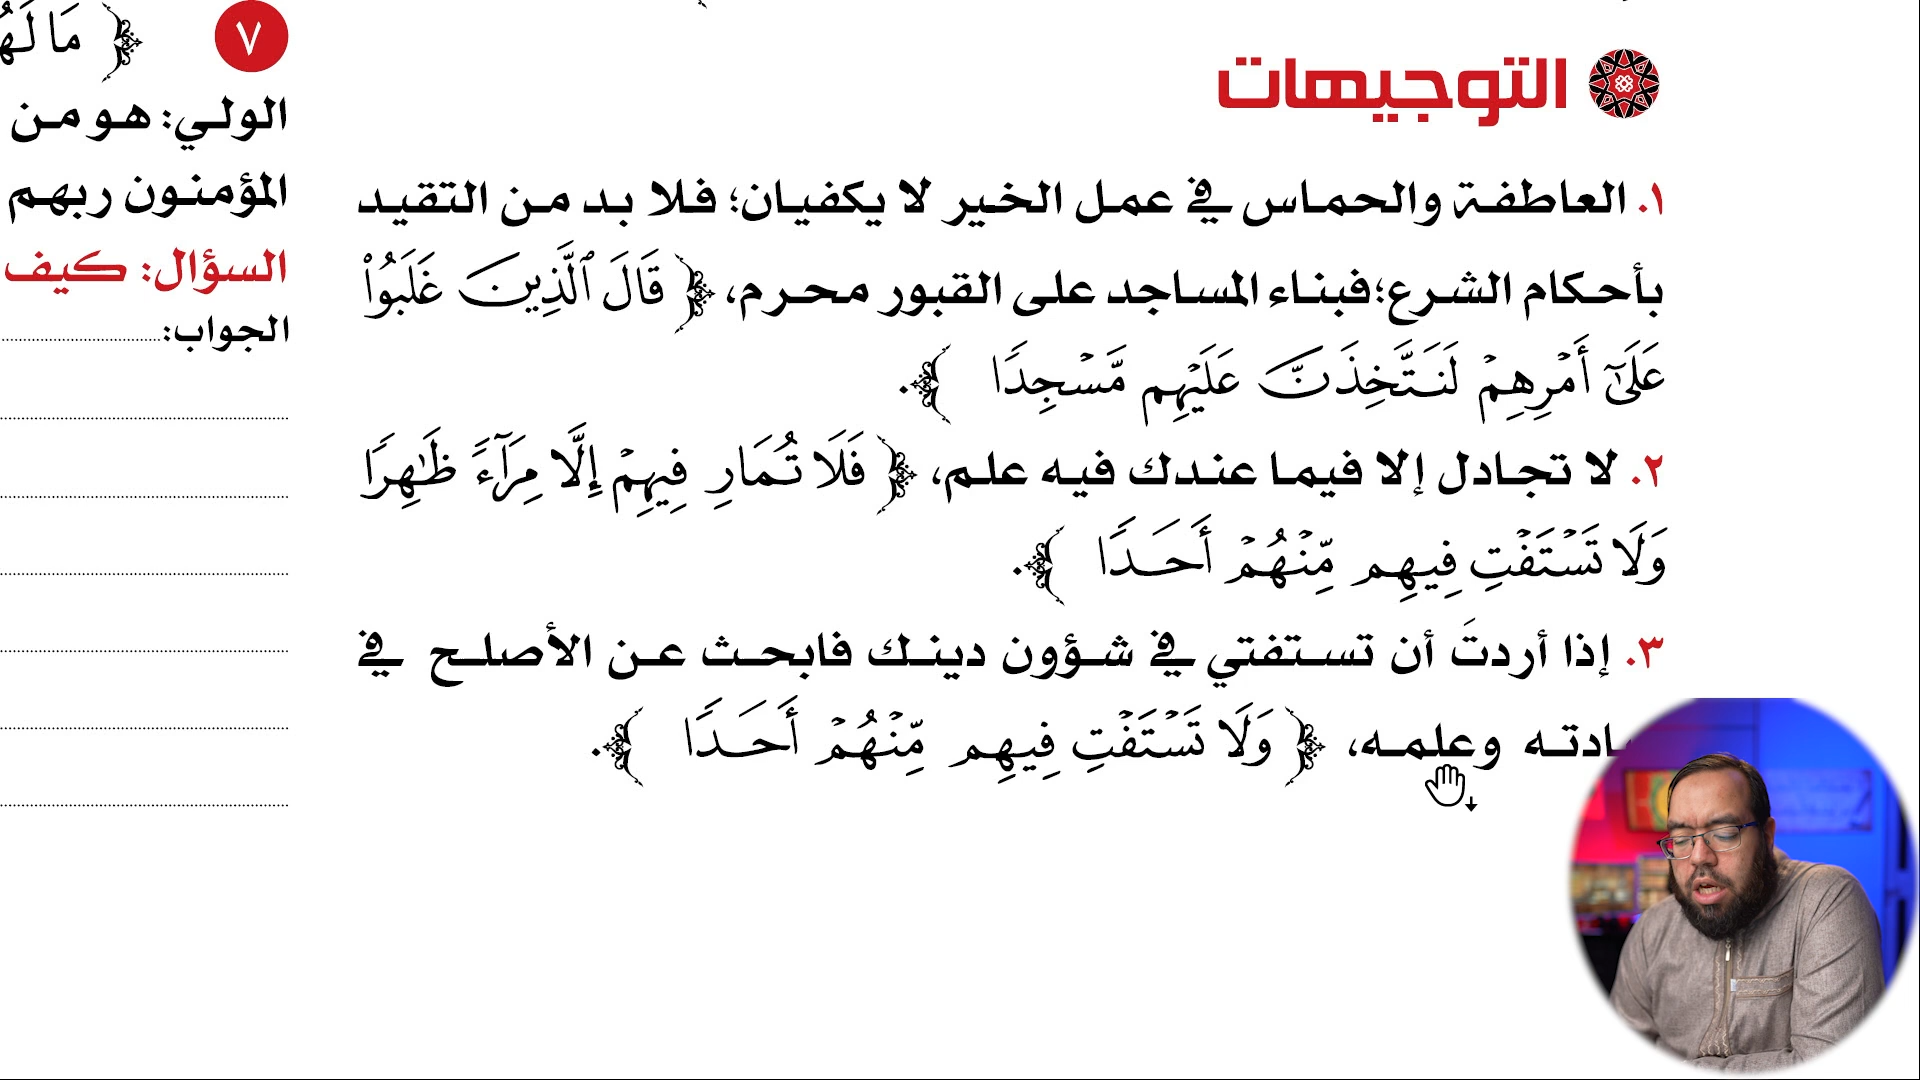 التوجيهات
١. العاطفة والحماس في عمل الخير لا يكفيان؛ فلا بد من التقيد
بأحكام الشرع؛فبناء المساجد على القبور محرم، ﴿ قَالَ ٱلَّذِينَ غَلَبُواْ
عَلَىٰٓ أَمۡرِهِمۡ لَنَتَّخِذَنَّ عَلَيۡهِم مَّسۡجِدٗا ﴾.
٢. لا تجادل إلا فيما عندك فيه علم، ﴿ فَلَا تُمَارِ فِيهِمۡ إِلَّا مِرَآءٗ ظَٰهِرٗا
وَلَا تَسۡتَفۡتِ فِيهِم مِّنۡهُمۡ أَحَدٗا ﴾.
٣. إذا أردتَ أن تستفتي في شؤون دينك فابحث عن الأصلح في
وعلمه، ﴿ وَلَا تَسۡتَفۡتِ فِيهِم مِّنۡهُمۡ أَحَدٗا ﴾.
٧ ﴿ مَا لَهُ
الولي: هو من
المؤمنون ربهم
السؤال: كيف
الجواب: